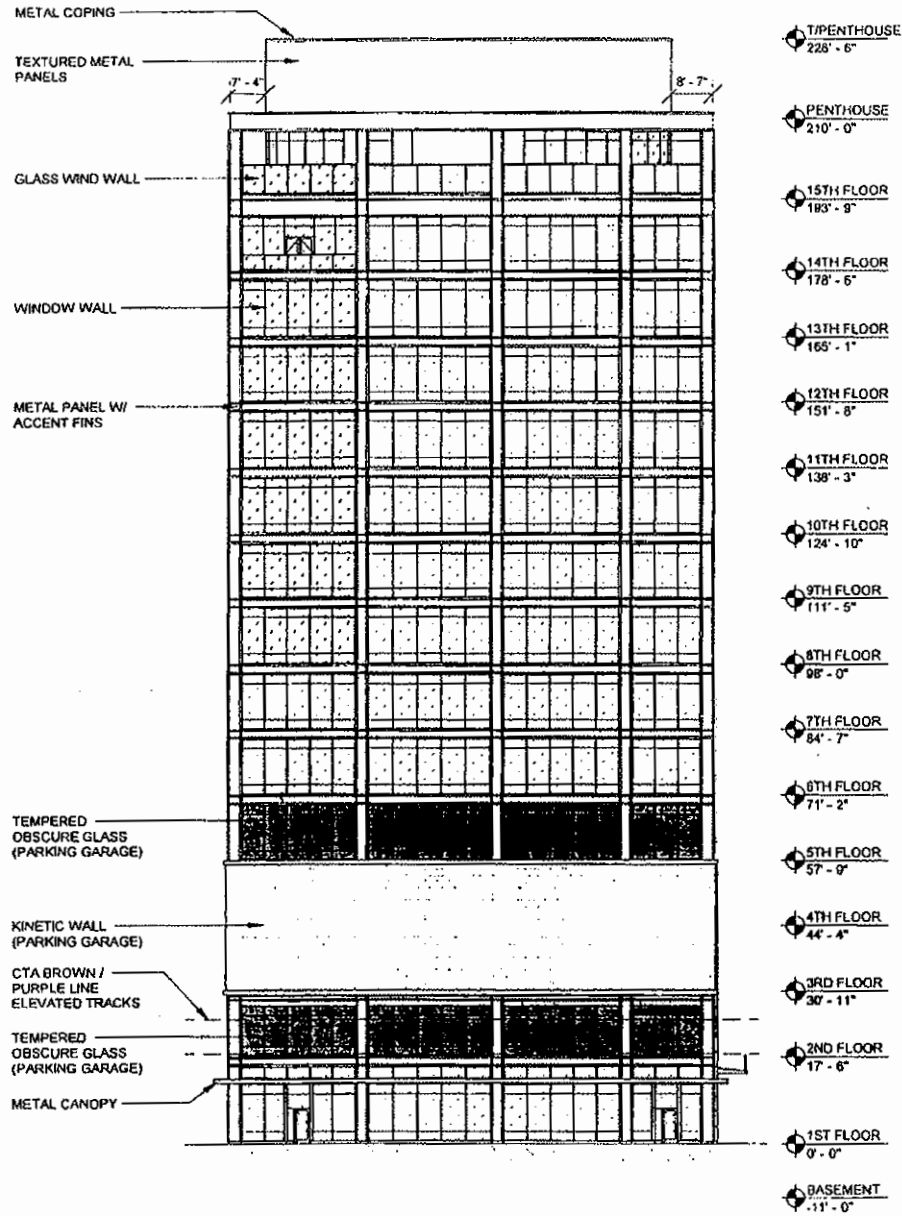 METAL COPING
TEXTURED METAL
PANELS
7' - 4"
8' - 7"
GLASS WIND WALL
WINDOW WALL
METAL PANEL W/
ACCENT FINS
TEMPERED
OBSCURE GLASS
(PARKING GARAGE)
KINETIC WALL
(PARKING GARAGE)
CTA BROWN /
PURPLE LINE
ELEVATED TRACKS
TEMPERED
OBSCURE GLASS
(PARKING GARAGE)
METAL CANOPY
T/PENTHOUSE
228' - 6"
PENTHOUSE
210' - 0"
15TH FLOOR
193' - 9"
14TH FLOOR
178' - 6"
13TH FLOOR
165' - 1"
12TH FLOOR
151' - 8"
11TH FLOOR
138' - 3"
10TH FLOOR
124' - 10"
9TH FLOOR
111' - 5"
8TH FLOOR
98' - 0"
7TH FLOOR
84' - 7"
6TH FLOOR
71' - 2"
5TH FLOOR
57' - 9"
4TH FLOOR
44' - 4"
3RD FLOOR
30' - 11"
2ND FLOOR
17' - 6"
1ST FLOOR
0' - 0"
BASEMENT
-11' - 0"